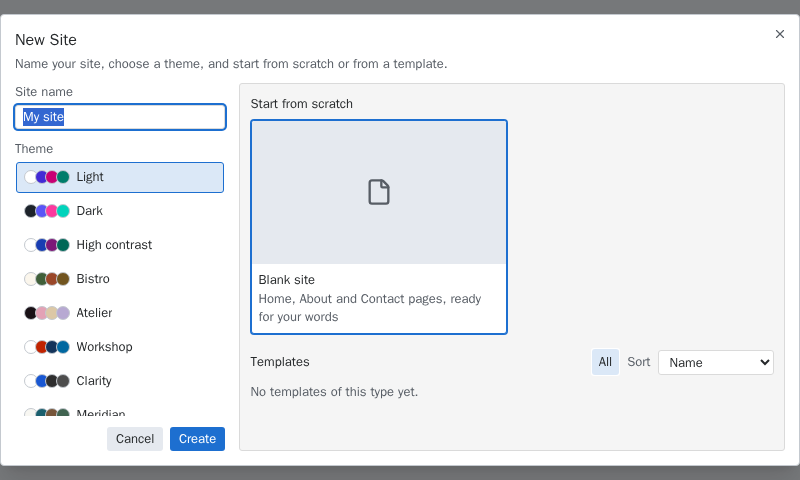 New Site
Name your site, choose a theme, and start from scratch or from a template.
Site name
My site
Theme
Light
Dark
High contrast
Bistro
Atelier
Workshop
Clarity
Meridian
Cancel
Create
Start from scratch
Blank site
Home, About and Contact pages, ready
for your words
Templates
All
Sort
Name
No templates of this type yet.